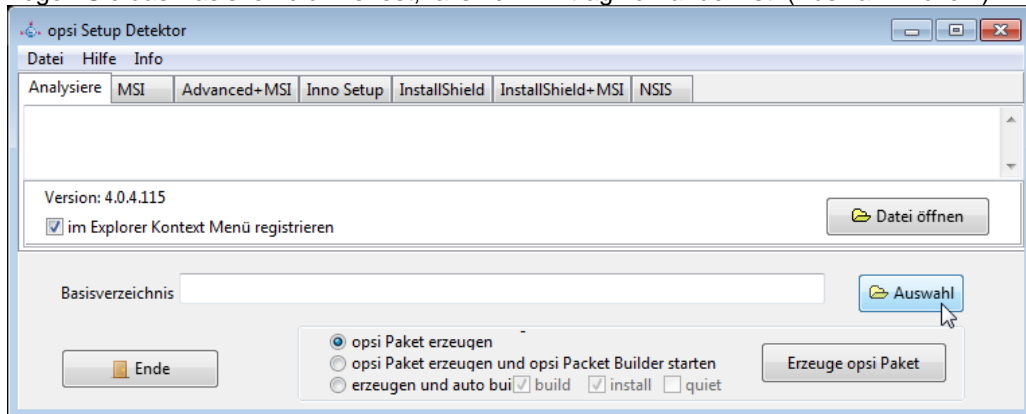 opsi Setup Detektor
Datei Hilfe Info
Analysiere MSI Advanced+MSI Inno Setup InstallShield InstallShield+MSI NSIS
Version: 4.0.4.115
im Explorer Kontext Menü registrieren
Datei öffnen
Basisverzeichnis
Auswahl
Ende
opsi Paket erzeugen
opsi Paket erzeugen und opsi Packet Builder starten
erzeugen und auto bui build install quiet
Erzeuge opsi Paket